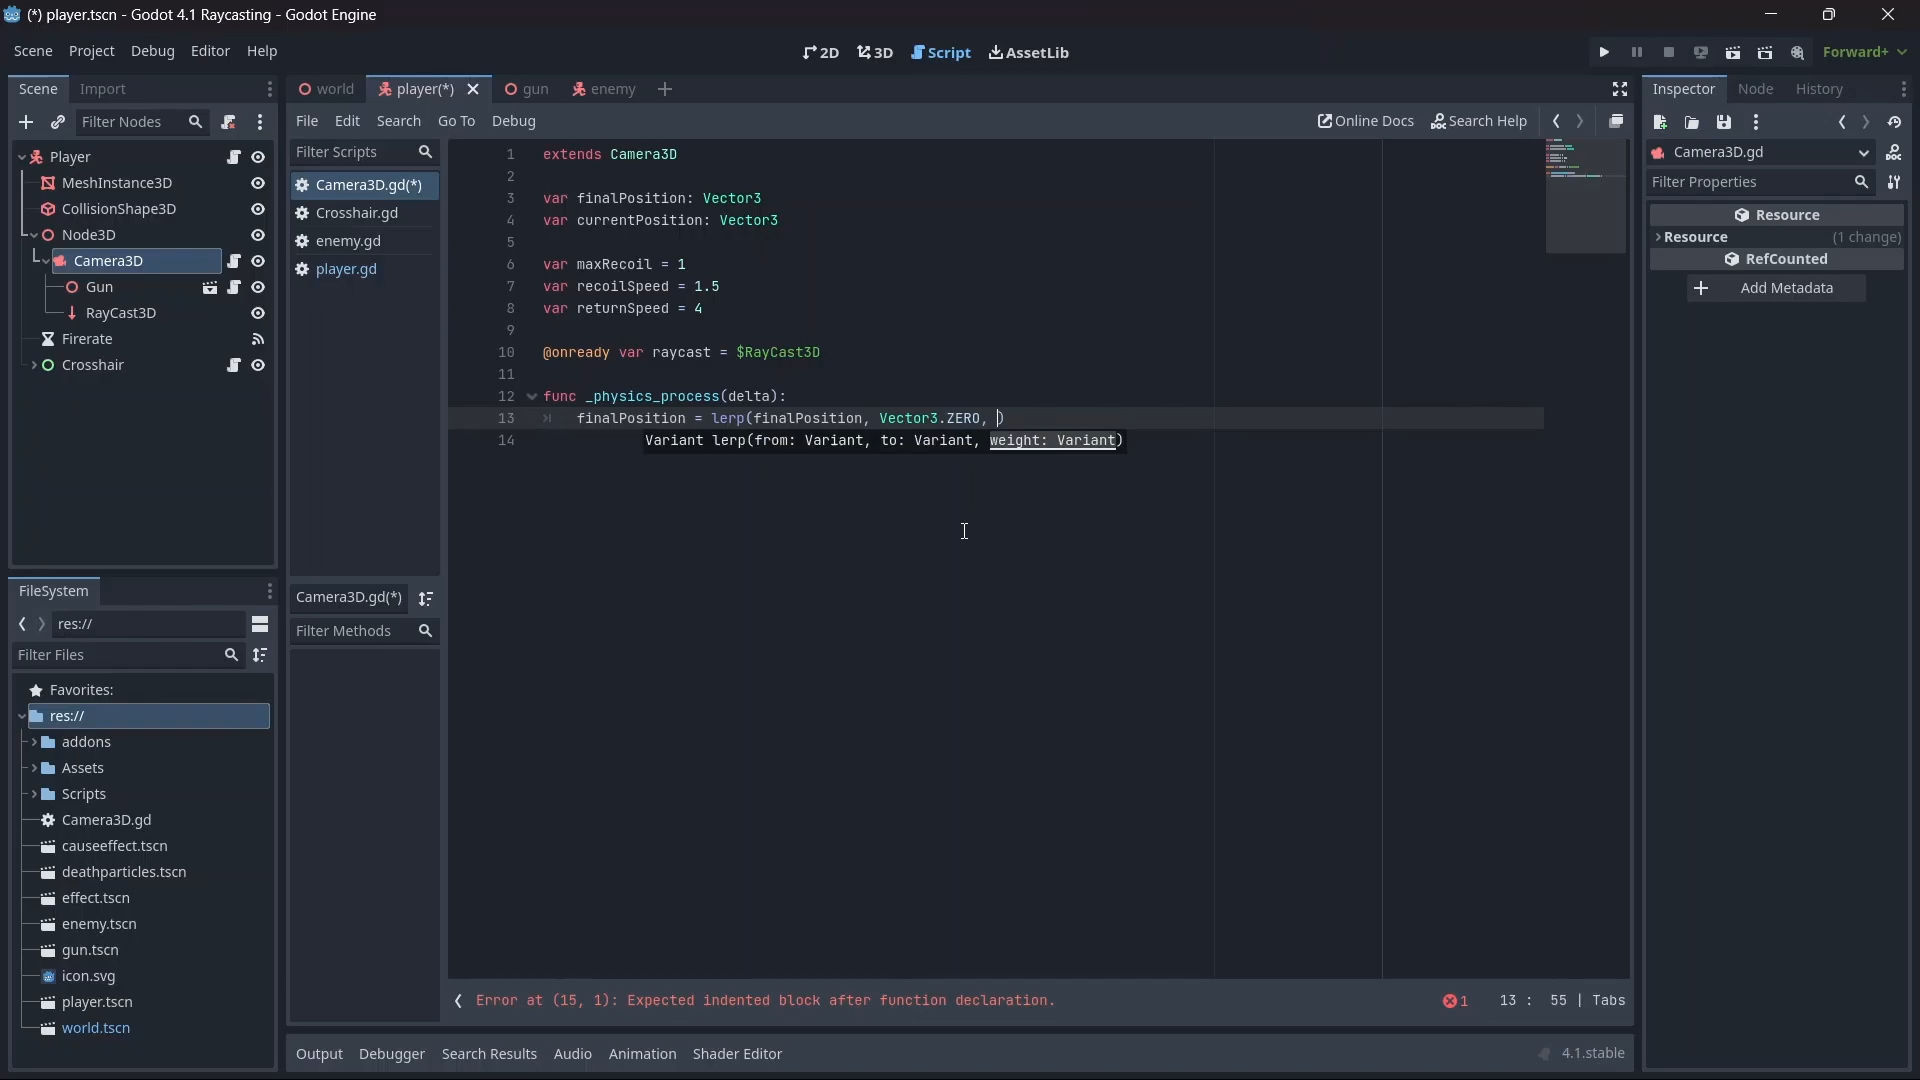 (*) player.tscn - Godot 4.1 Raycasting - Godot Engine
Scene Project Debug Editor Help
2D 3D Script AssetLib
Forward+
Scene Import
Filter Nodes
Player
MeshInstance3D
CollisionShape3D
Node3D
Camera3D
Gun
RayCast3D
Firerate
Crosshair
FileSystem
res://
Filter Files
Favorites:
res://
addons
Assets
Scripts
Camera3D.gd
causeeffect.tscn
deathparticles.tscn
effect.tscn
enemy.tscn
gun.tscn
icon.svg
player.tscn
world.tscn
world player(*) gun enemy
File Edit Search Go To Debug
Online Docs Search Help
Filter Scripts
Camera3D.gd(*)
Crosshair.gd
enemy.gd
player.gd
Camera3D.gd(*)
Filter Methods
1 extends Camera3D
2
3 var finalPosition: Vector3
4 var currentPosition: Vector3
5
6 var maxRecoil = 1
7 var recoilSpeed = 1.5
8 var returnSpeed = 4
9
10 @onready var raycast = $RayCast3D
11
12 func _physics_process(delta):
13 finalPosition = lerp(finalPosition, Vector3.ZERO, )
14
Variant lerp(from: Variant, to: Variant, weight: Variant)
Error at (15, 1): Expected indented block after function declaration.
1 13 : 55 | Tabs
Output Debugger Search Results Audio Animation Shader Editor
4.1.stable
Inspector Node History
Camera3D.gd
Filter Properties
Resource
Resource (1 change)
RefCounted
Add Metadata